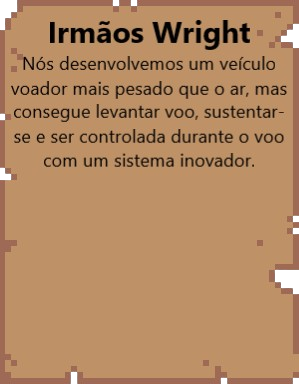 Irmãos Wright
Nós desenvolvemos um veículo
voador mais pesado que o ar, mas
consegue levantar voo, sustentar-
se e ser controlada durante o voo
com um sistema inovador.